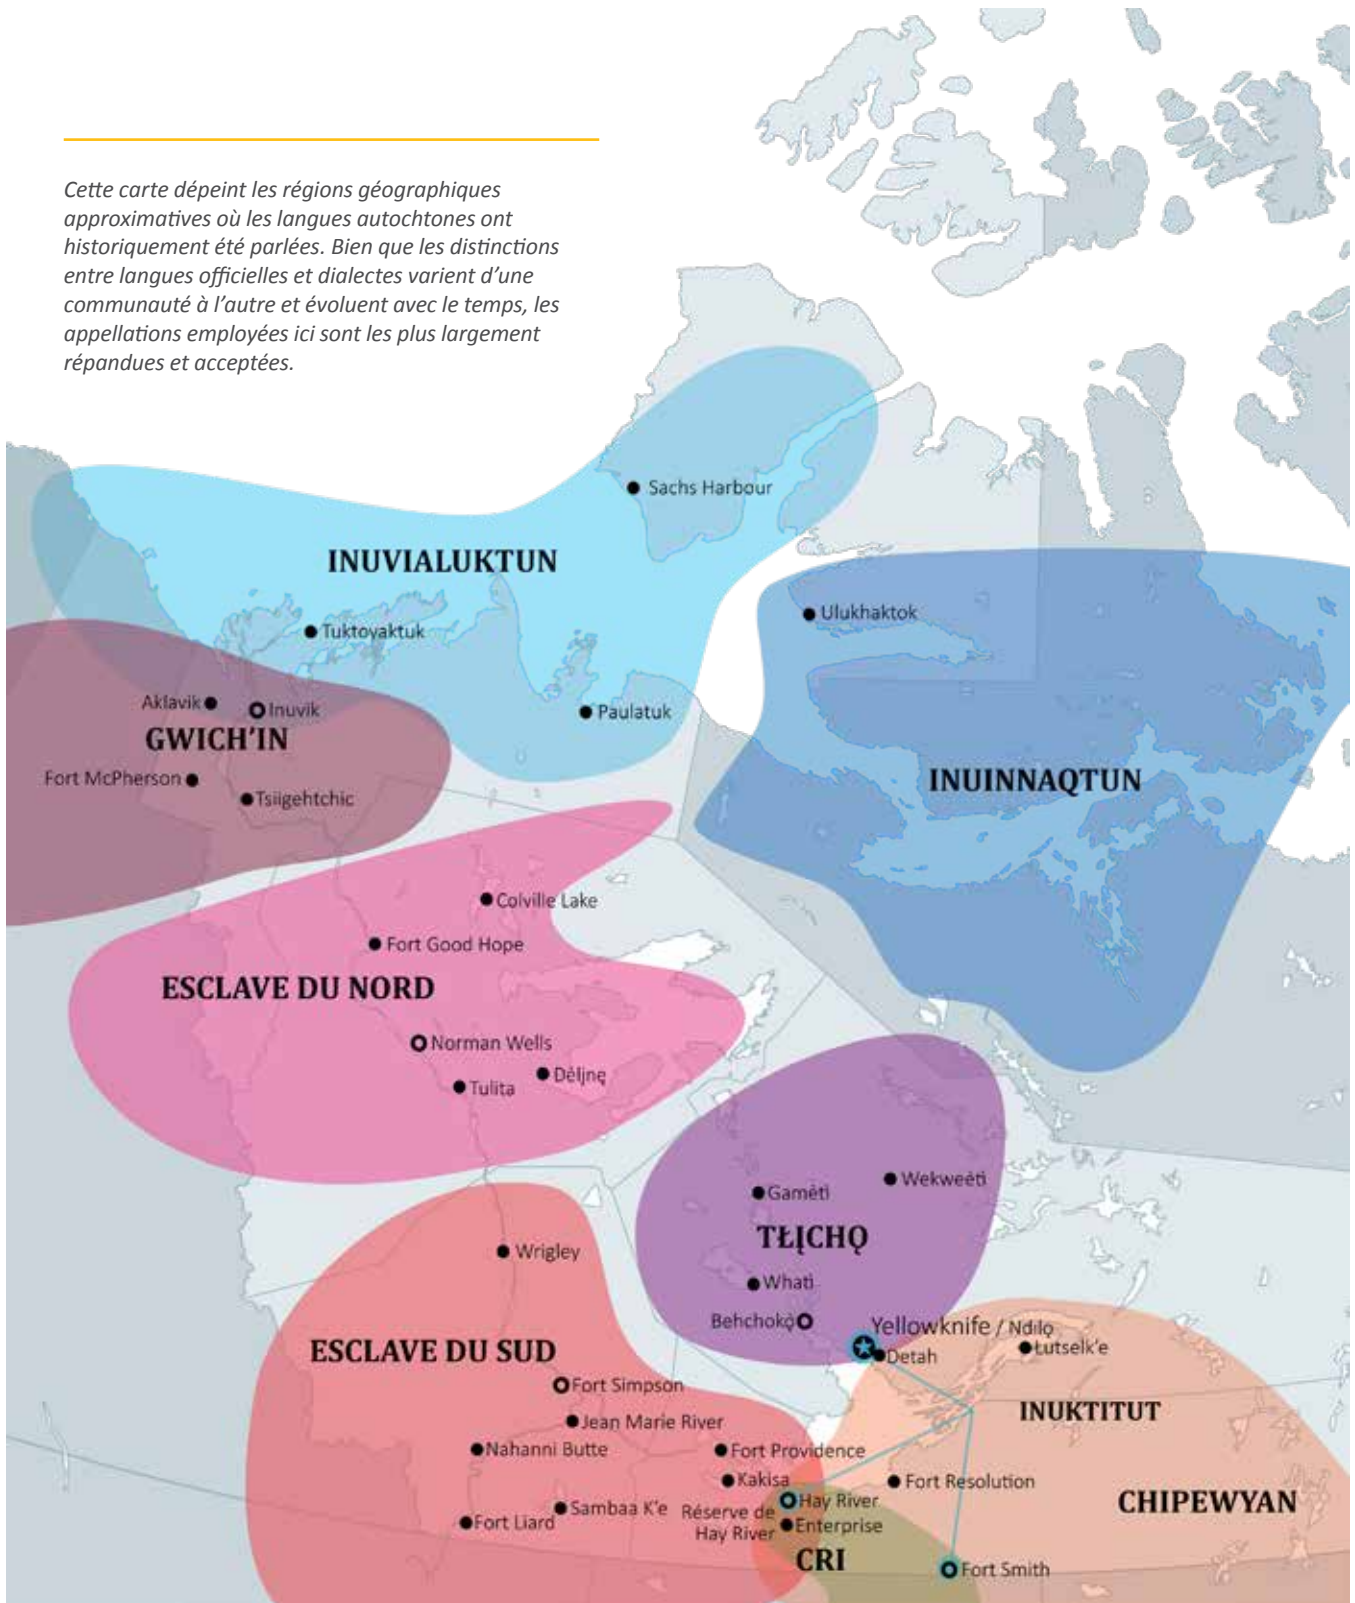 Cette carte dépeint les régions géographiques
approximatives où les langues autochtones ont
historiquement été parlées. Bien que les distinctions
entre langues officielles et dialectes varient d’une
communauté à l’autre et évoluent avec le temps, les
appellations employées ici sont les plus largement
répandues et acceptées.
Sachs Harbour
INUVIALUKTUN
Ulukhaktok
Tuktoyaktuk
Aklavik
Inuvik
Paulatuk
GWICH’IN
Fort McPherson
INUINNAQTUN
Tsiigehtchic
Colville Lake
Fort Good Hope
ESCLAVE DU NORD
Norman Wells
Délįnę
Tulita
Wekweètì
Gamètì
TŁĮCHǪ
Wrigley
Whatì
Behchokǫ̀
Yellowknife / Ndilǫ
Łutselk’e
Detah
ESCLAVE DU SUD
Fort Simpson
INUKTITUT
Jean Marie River
Nahanni Butte
Fort Providence
Kakisa
Fort Resolution
Hay River
CHIPEWYAN
Sambaa K’e
Réserve de
Hay River
Fort Liard
Enterprise
CRI
Fort Smith